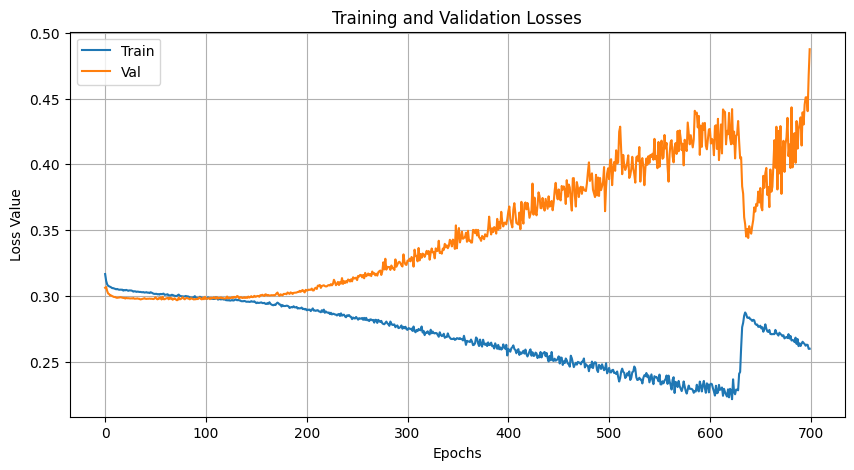 Training and Validation Losses
Train
Val
0.50
0.45
0.40
0.35
0.30
0.25
Loss Value
0 100 200 300 400 500 600 700
Epochs